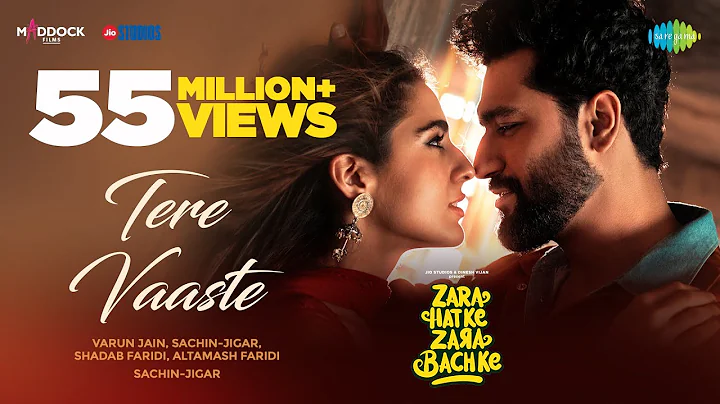 MADDOCK
FILMS
Jio STUDIOS
saregama
55 MILLION+
VIEWS
Tere
Vaaste
VARUN JAIN, SACHIN-JIGAR,
SHADAB FARIDI, ALTAMASH FARIDI
SACHIN-JIGAR
JIO STUDIOS & DINESH VIJAN
present
ZARA
HATKE
ZARA
BACHKE